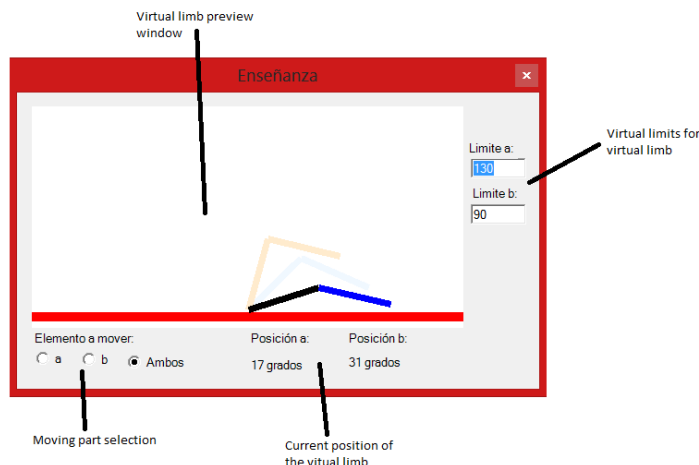 Virtual limb preview
window
Enseñanza
x
Limite a:
130
Virtual limits for
virtual limb
Limite b:
90
Elemento a mover:
Posición a:
Posición b:
a
b
Ambos
17 grados
31 grados
Moving part selection
Current position of
the vitual limb